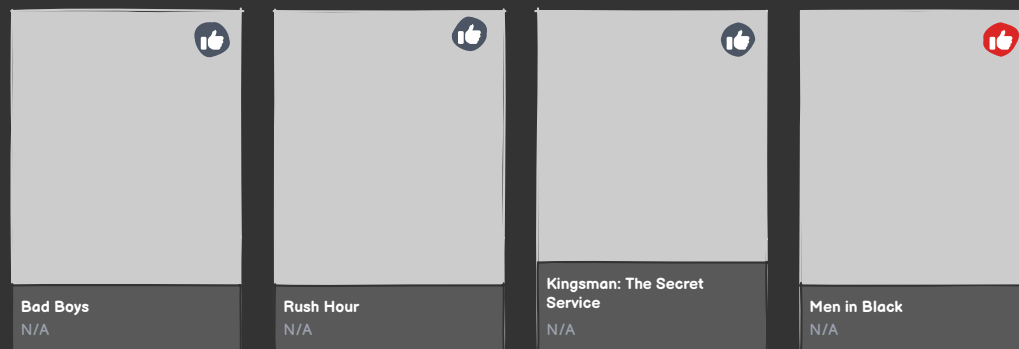 Bad Boys
N/A
Rush Hour
N/A
Kingsman: The Secret
Service
N/A
Men in Black
N/A